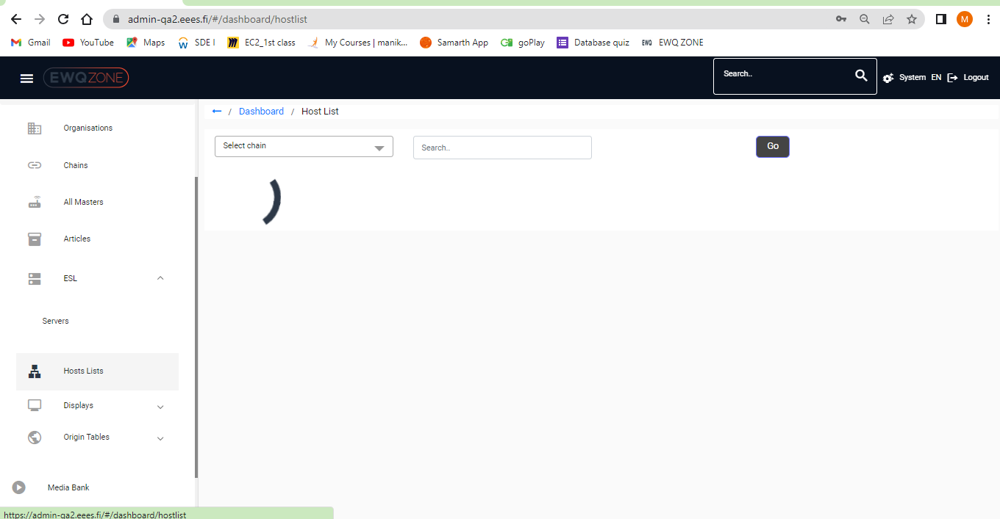 admin-qa2.eees.fi/#/dashboard/hostlist
M
Gmail YouTube Maps SDE I EC2_1st class My Courses | manik... Samarth App goPlay Database quiz EWQ EWQ ZONE
EWQZONE
Search..
System EN Logout
/ Dashboard / Host List
Select chain
Search..
Go
Organisations
Chains
All Masters
Articles
ESL
Servers
Hosts Lists
Displays
Origin Tables
Media Bank
https://admin-qa2.eees.fi/#/dashboard/hostlist